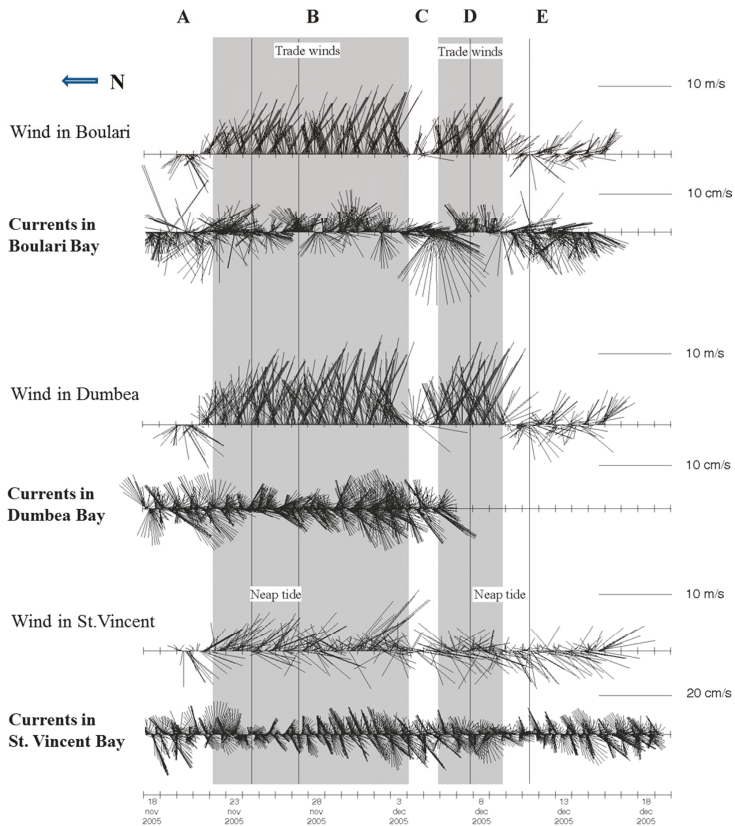 A B C D E
Trade winds Trade winds
N
10 m/s
Wind in Boulari
10 cm/s
Currents in
Boulari Bay
10 m/s
Wind in Dumbea
10 cm/s
Currents in
Dumbea Bay
Neap tide Neap tide
10 m/s
Wind in St.Vincent
20 cm/s
Currents in
St. Vincent Bay
18 23 28 3 8 13 18
nov nov nov dec dec dec dec
2005 2005 2005 2005 2005 2005 2005